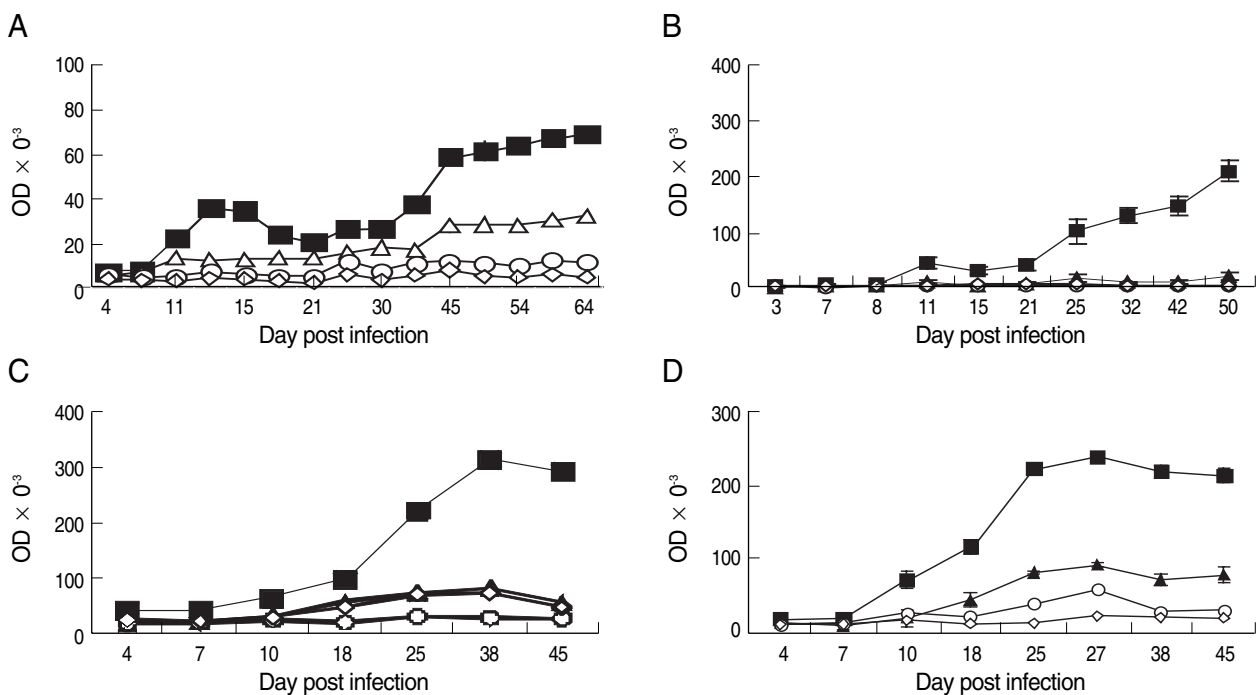 A
OD × 0⁻³
100
80
60
40
20
0
4 11 15 21 30 45 54 64
Day post infection
B
OD × 0⁻³
400
300
200
100
0
3 7 8 11 15 21 25 32 42 50
Day post infection
C
OD × 0⁻³
400
300
200
100
0
4 7 10 18 25 38 45
Day post infection
D
OD × 0⁻³
300
200
100
0
4 7 10 18 25 27 38 45
Day post infection